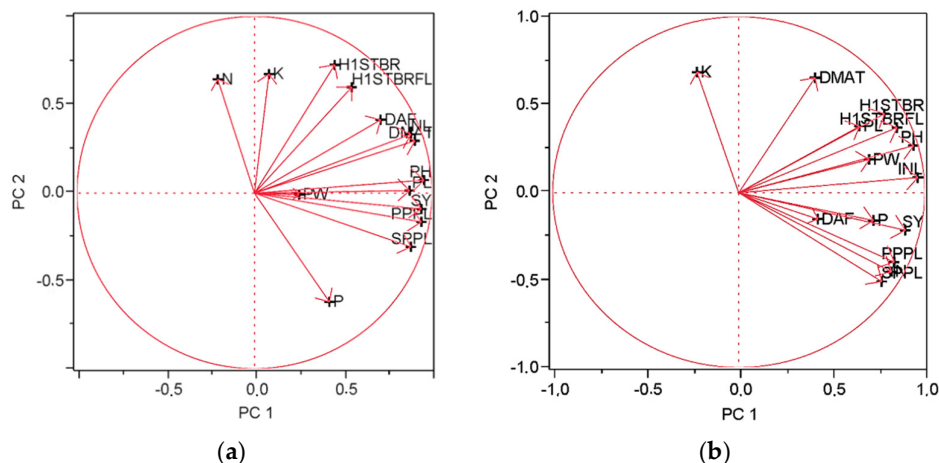 0.5
0.0
0.5
PC 2
-0.5
0.0
0.5
PC 1
N
K
H1STBR
H1STBRFL
DAF
INL
PH
PL
PW
SY
PPPL
SPPL
P
(a)
1.0
0.5
0.0
-0.5
-1.0
PC 2
-1.0
-0.5
0.0
0.5
1.0
PC 1
K
DMAT
H1STBR
H1STBRFL
PL
PH
PW
INL
DAF
P
SY
PPPL
SPPL
(b)